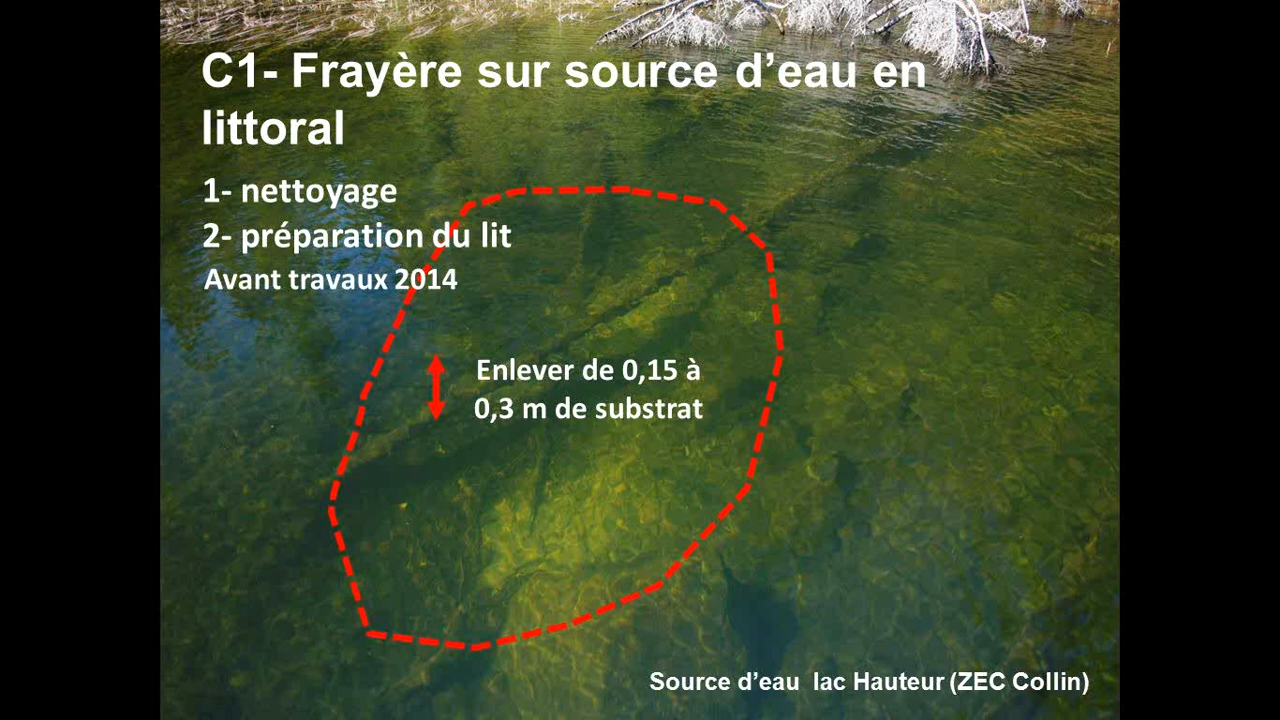 C1- Frayère sur source d’eau en
littoral
1- nettoyage
2- préparation du lit
Avant travaux 2014
Enlever de 0,15 à
0,3 m de substrat
Source d’eau  lac Hauteur (ZEC Collin)